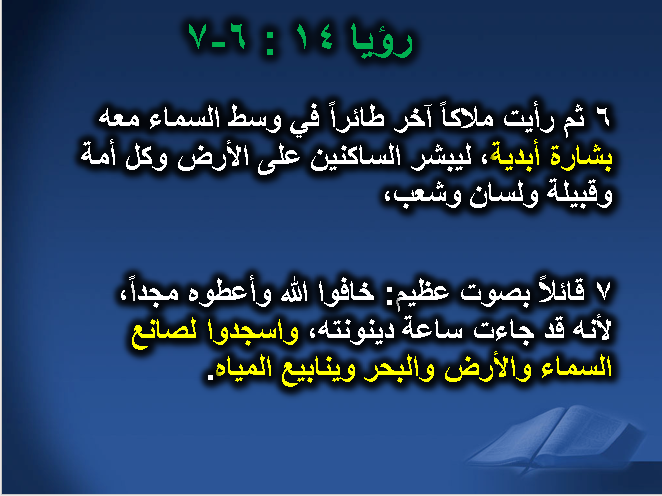 رؤيا ١٤ : ٦-٧
٦ ثم رأيت ملاكاً آخر طائراً في وسط السماء معه
بشارة أبدية، ليبشر الساكنين على الأرض وكل أمة
وقبيلة ولسان وشعب،
٧ قائلاً بصوت عظيم: خافوا الله وأعطوه مجداً،
لأنه قد جاءت ساعة دينونته، واسجدوا لصانع
السماء والأرض والبحر وينابيع المياه.